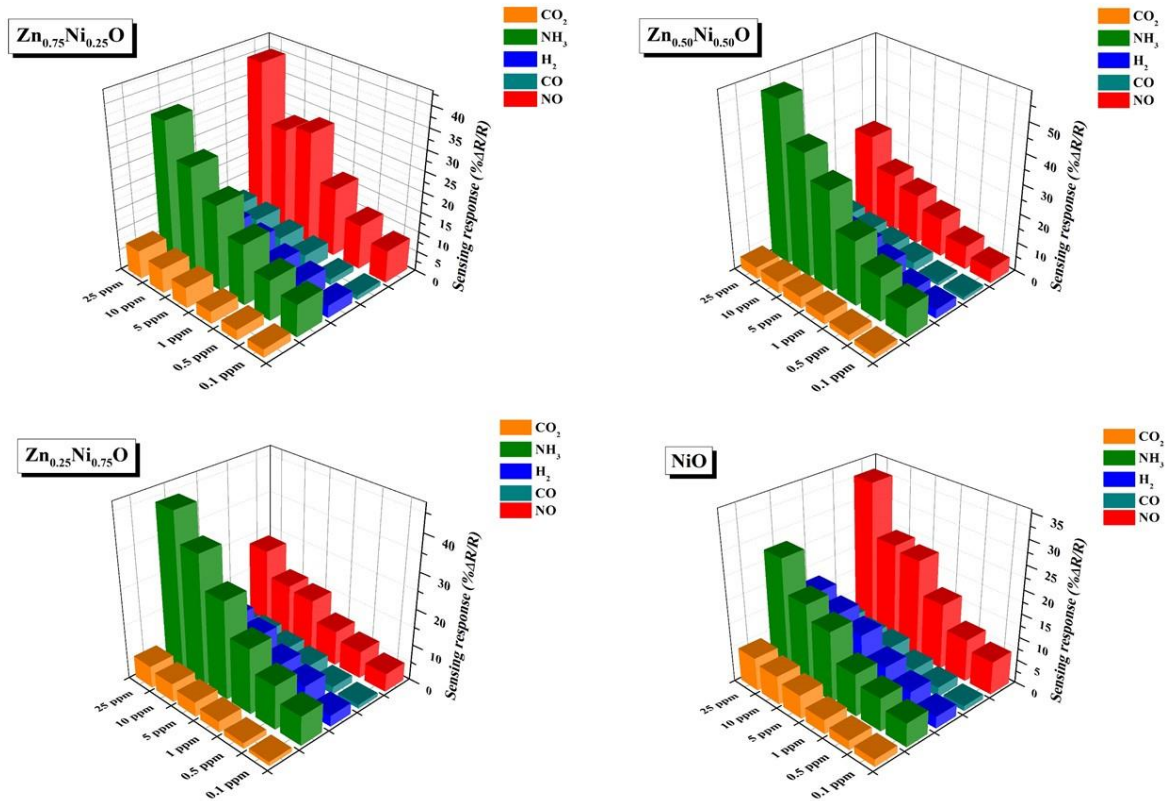 Zn0.75Ni0.25O
CO2
NH3
H2
CO
NO
40
35
30
25
20
15
10
5
0
Sensing response (%ΔR/R)
25 ppm
10 ppm
5 ppm
1 ppm
0.5 ppm
0.1 ppm
Zn0.50Ni0.50O
CO2
NH3
H2
CO
NO
50
40
30
20
10
0
Sensing response (%ΔR/R)
25 ppm
10 ppm
5 ppm
1 ppm
0.5 ppm
0.1 ppm
Zn0.25Ni0.75O
CO2
NH3
H2
CO
NO
40
30
20
10
0
Sensing response (%ΔR/R)
25 ppm
10 ppm
5 ppm
1 ppm
0.5 ppm
0.1 ppm
NiO
CO2
NH3
H2
CO
NO
35
30
25
20
15
10
5
0
Sensing response (%ΔR/R)
25 ppm
10 ppm
5 ppm
1 ppm
0.5 ppm
0.1 ppm